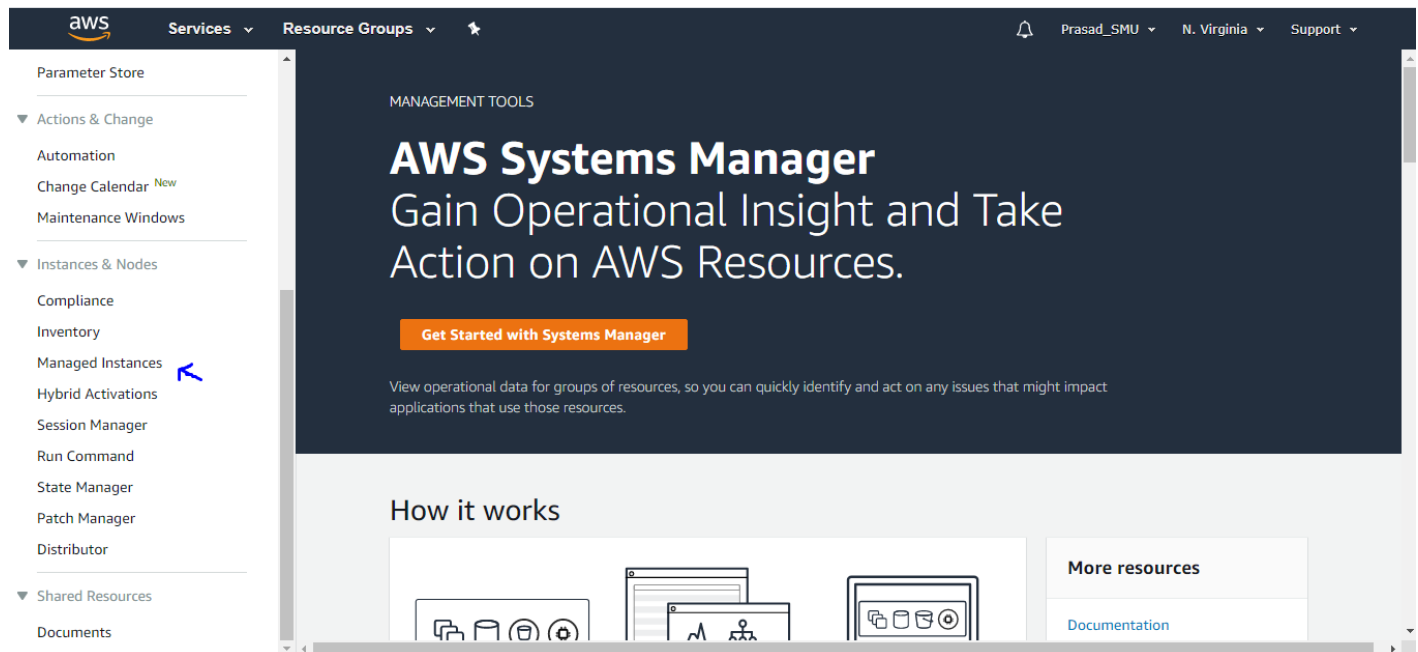 aws Services Resource Groups Prasad_SMU N. Virginia Support
Parameter Store
Actions & Change
Automation
Change Calendar New
Maintenance Windows
Instances & Nodes
Compliance
Inventory
Managed Instances
Hybrid Activations
Session Manager
Run Command
State Manager
Patch Manager
Distributor
Shared Resources
Documents
MANAGEMENT TOOLS
AWS Systems Manager
Gain Operational Insight and Take
Action on AWS Resources.
Get Started with Systems Manager
View operational data for groups of resources, so you can quickly identify and act on any issues that might impact
applications that use those resources.
How it works
More resources
Documentation